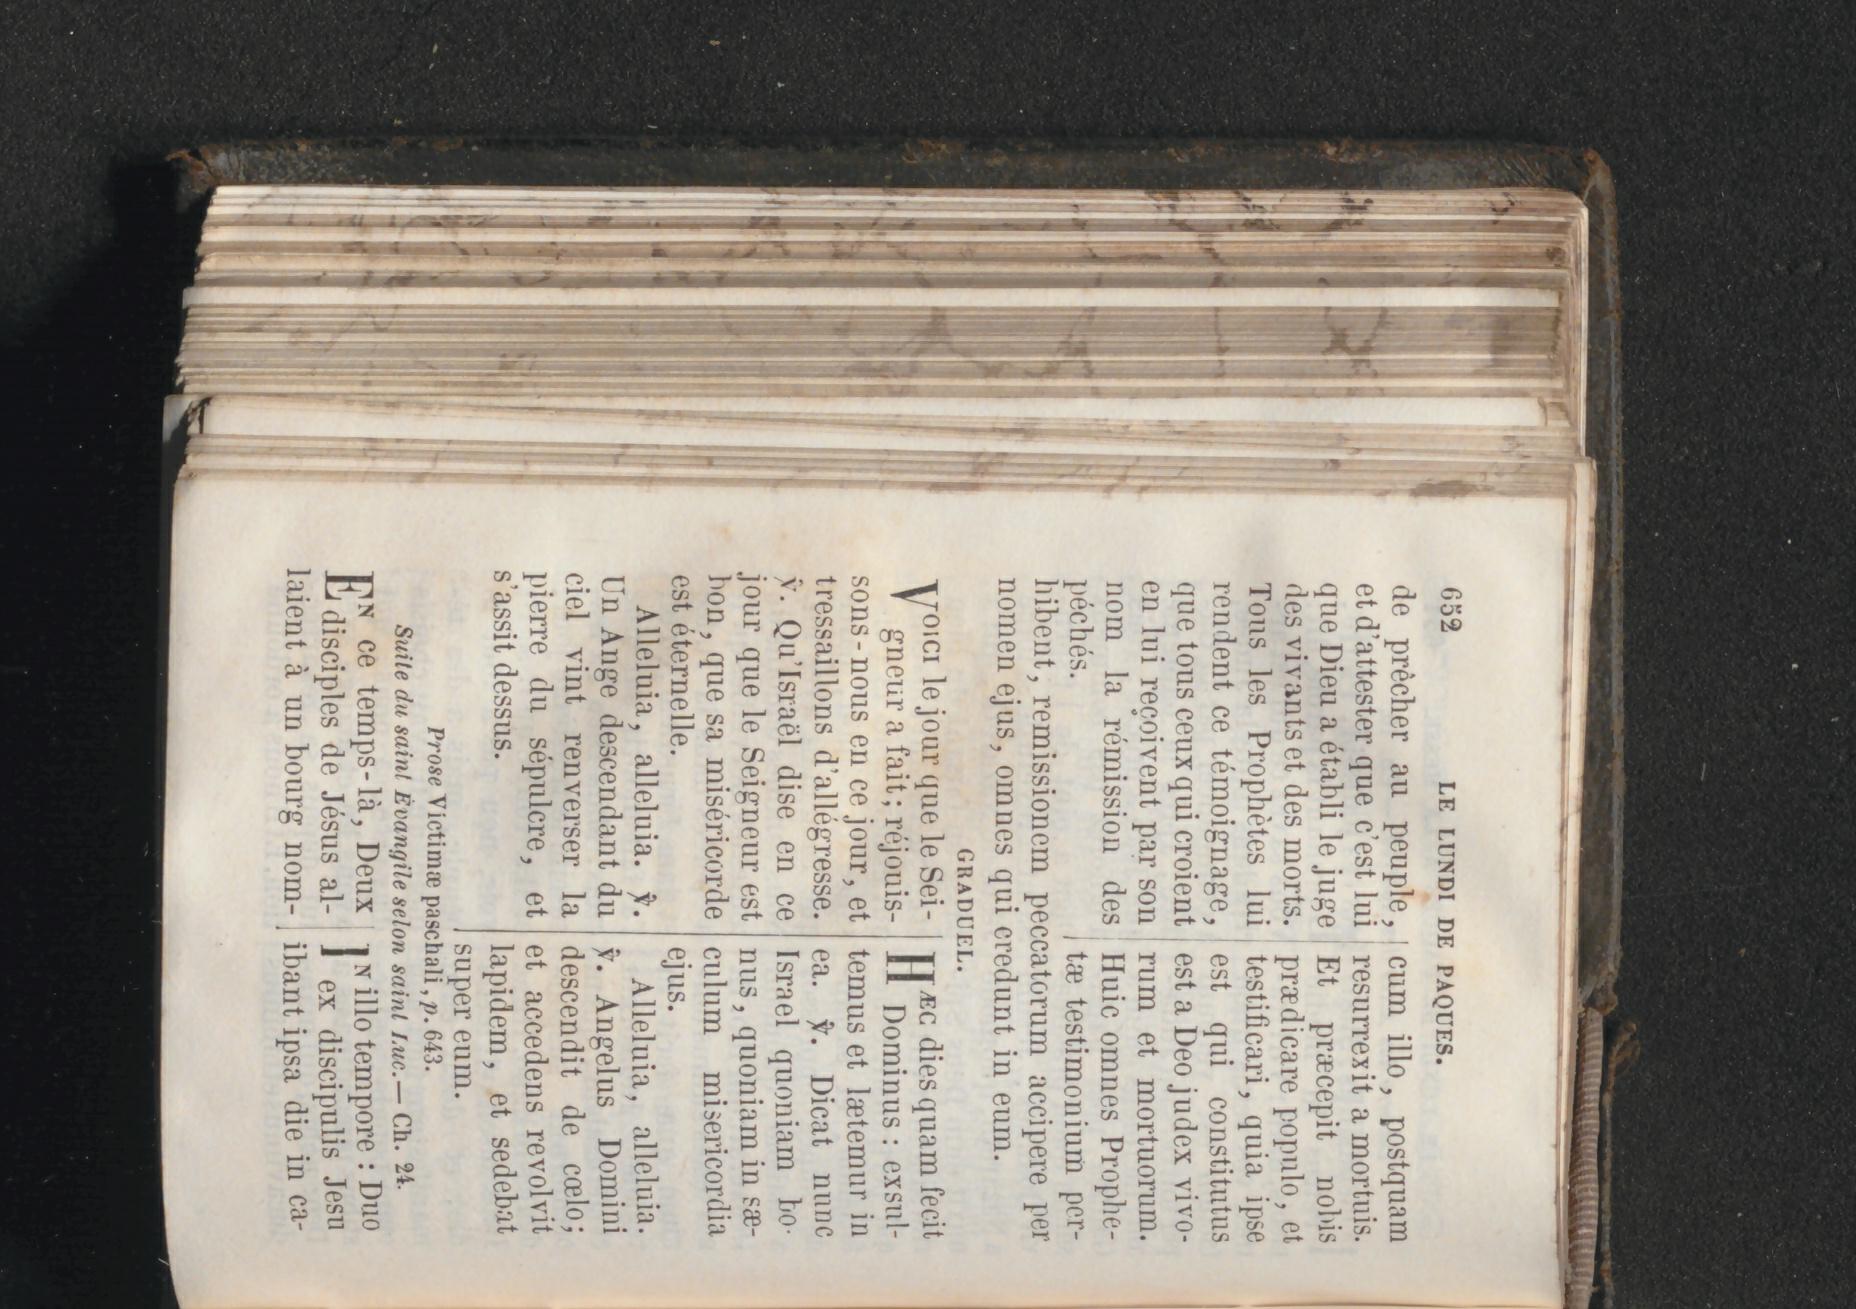 652
LE LUNDI DE PAQUES.
de prêcher au peuple,
et d'attester que c'est lui
que Dieu a établi le juge
des vivants et des morts.
Tous les Prophètes lui
rendent ce témoignage,
que tous ceux qui croient
en lui reçoivent par son
nom la rémission des
péchés.
cum illo, postquam
resurrexit a mortuis.
Et præcepit nobis
prædicare populo, et
testificari, quia ipse
est qui constitutus
est a Deo judex vivo-
rum et mortuorum.
Huic omnes Prophe-
tæ testimonium per-
hibent, remissionem peccatorum accipere per
nomen ejus, omnes qui credunt in eum.
GRADUEL.
Voici le jour que le Sei-
gneur a fait; réjouis-
sons-nous en ce jour, et
tressaillons d'allégresse.
℣. Qu'Israël dise en ce
jour que le Seigneur est
bon, que sa miséricorde
est éternelle.
Alleluia, alleluia. ℣.
Un Ange descendant du
ciel vint renverser la
pierre du sépulcre, et
s'assit dessus.
Hæc dies quam fecit
Dominus: exsul-
temus et lætemur in
ea. ℣. Dicat nunc
Israel quoniam bo-
nus, quoniam in sæ-
culum misericordia
ejus.
Alleluia, alleluia.
℣. Angelus Domini
descendit de cœlo;
et accedens revolvit
lapidem, et sedebat
super eum.
Prose Victimæ paschali, p. 643.
Suite du saint Évangile selon saint Luc.— Ch. 24.
En ce temps-là, Deux
disciples de Jésus al-
laient à un bourg nom-
In illo tempore: Duo
ex discipulis Jesu
ibant ipsa die in ca-